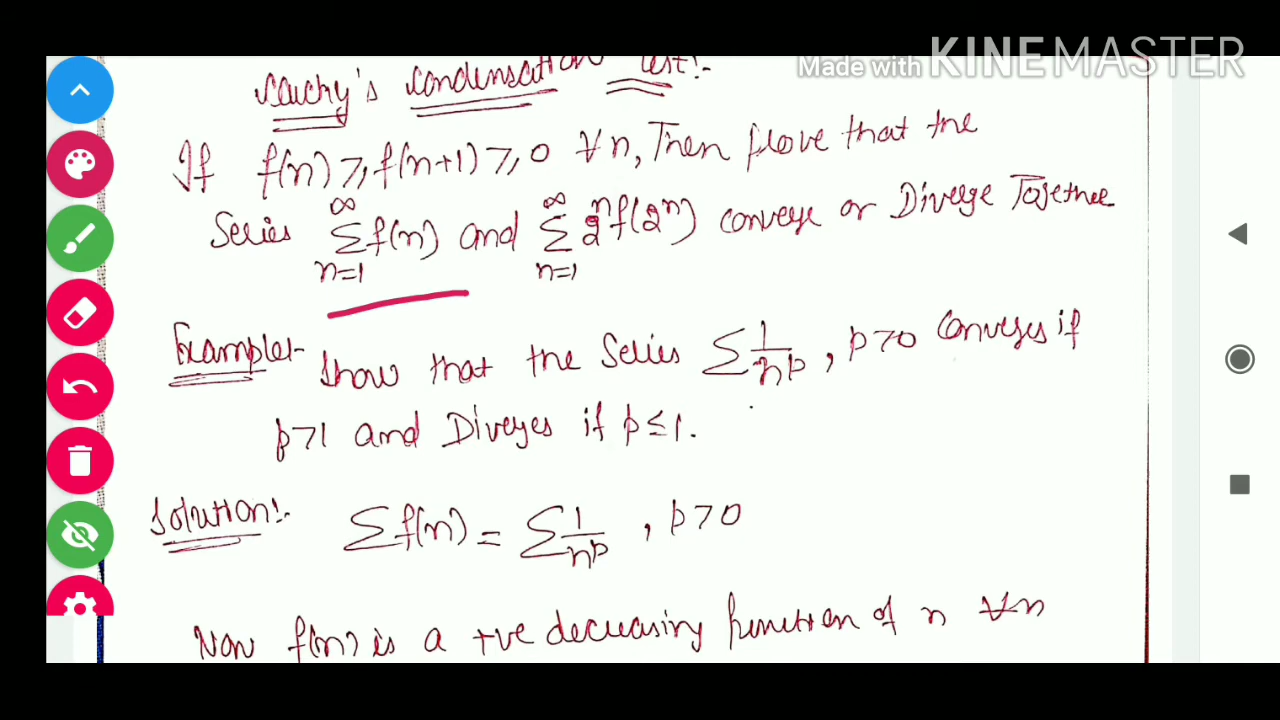 Made with KINEMASTER
Cauchy's Condensation Test:-
If f(n) ⩾ f(n+1) ⩾ 0 ∀n, Then prove that the
Series ∑_{n=1}^{∞} f(n) and ∑_{n=1}^{∞} 2^n f(2^n) converge or Diverge Together
Example:- Show that the Series ∑ 1/n^p, p>0 Converges if
p>1 and Diverges if p≤1.
Solution:- ∑f(n) = ∑ 1/n^p, p>0
Now f(n) is a +ve decreasing function of n ∀n